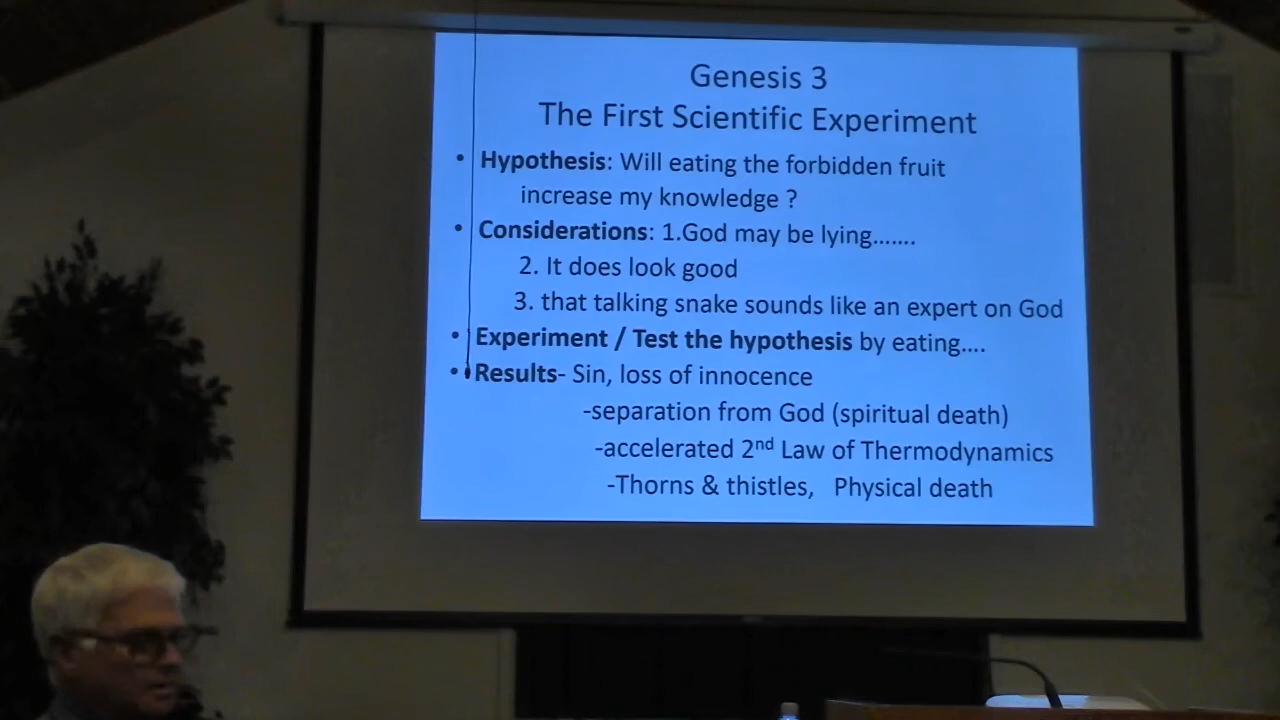 Genesis 3
The First Scientific Experiment
• Hypothesis: Will eating the forbidden fruit
increase my knowledge ?
• Considerations: 1.God may be lying.......
2. It does look good
3. that talking snake sounds like an expert on God
• Experiment / Test the hypothesis by eating....
• Results- Sin, loss of innocence
-separation from God (spiritual death)
-accelerated 2nd Law of Thermodynamics
-Thorns & thistles, Physical death